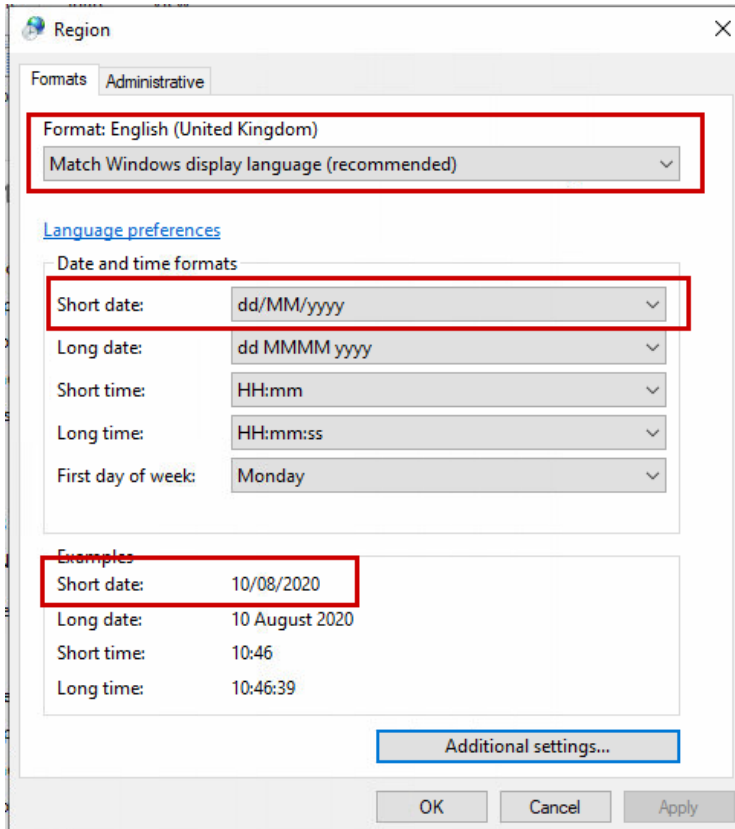 Region
Formats
Administrative
Format: English (United Kingdom)
Match Windows display language (recommended)
Language preferences
Date and time formats
Short date: dd/MM/yyyy
Long date: dd MMMM yyyy
Short time: HH:mm
Long time: HH:mm:ss
First day of week: Monday
Examples
Short date: 10/08/2020
Long date: 10 August 2020
Short time: 10:46
Long time: 10:46:39
Additional settings...
OK Cancel Apply